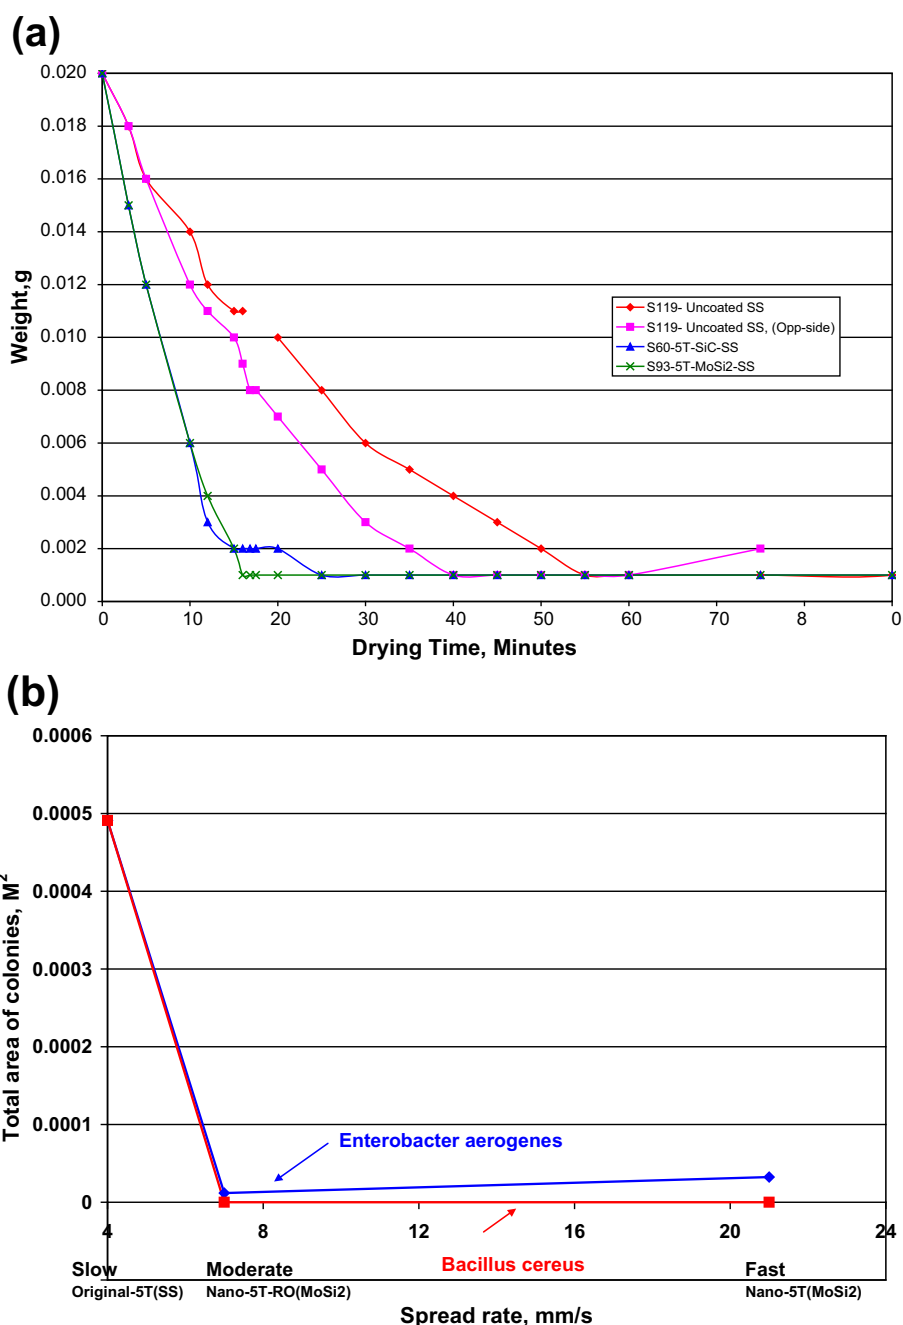 (a)
0.020
0.018
0.016
0.014
0.012
0.010
0.008
0.006
0.004
0.002
0.000
Weight,g
S119- Uncoated SS
S119- Uncoated SS, (Opp-side)
S60-5T-SiC-SS
S93-5T-MoSi2-SS
0 10 20 30 40 50 60 70 8 0
Drying Time, Minutes
(b)
0.0006
0.0005
0.0004
0.0003
0.0002
0.0001
0
Total area of colonies, M²
Enterobacter aerogenes
4 8 12 16 20 24
Bacillus cereus
Slow Moderate Fast
Original-5T(SS) Nano-5T-RO(MoSi2) Nano-5T(MoSi2)
Spread rate, mm/s